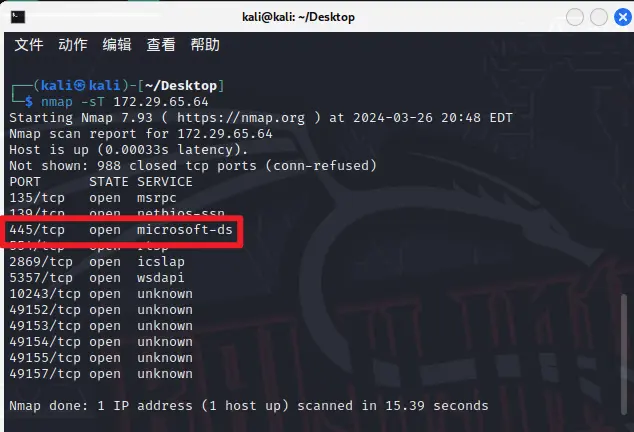 kali@kali: ~/Desktop
文件 动作 编辑 查看 帮助
┌──(kali㉿kali)-[~/Desktop]
└─$ nmap -sT 172.29.65.64
Starting Nmap 7.93 ( https://nmap.org ) at 2024-03-26 20:48 EDT
Nmap scan report for 172.29.65.64
Host is up (0.00033s latency).
Not shown: 988 closed tcp ports (conn-refused)
PORT      STATE SERVICE
135/tcp   open  msrpc
139/tcp   open  netbios-ssn
445/tcp   open  microsoft-ds
554/tcp   open  rtsp
2869/tcp  open  icslap
5357/tcp  open  wsdapi
10243/tcp open  unknown
49152/tcp open  unknown
49153/tcp open  unknown
49154/tcp open  unknown
49155/tcp open  unknown
49157/tcp open  unknown
Nmap done: 1 IP address (1 host up) scanned in 15.39 seconds